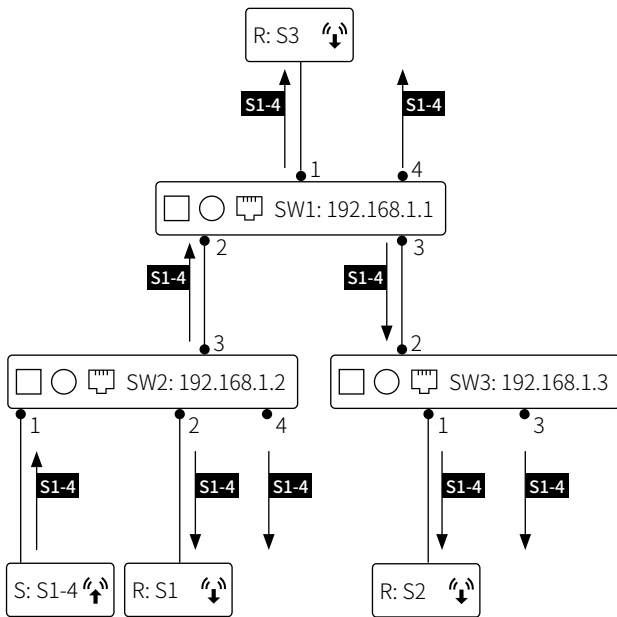 R: S3
S1-4
S1-4
1
4
SW1: 192.168.1.1
2
3
S1-4
S1-4
3
2
SW2: 192.168.1.2
SW3: 192.168.1.3
1
2
4
1
3
S1-4
S1-4
S1-4
S1-4
S1-4
S: S1-4
R: S1
R: S2